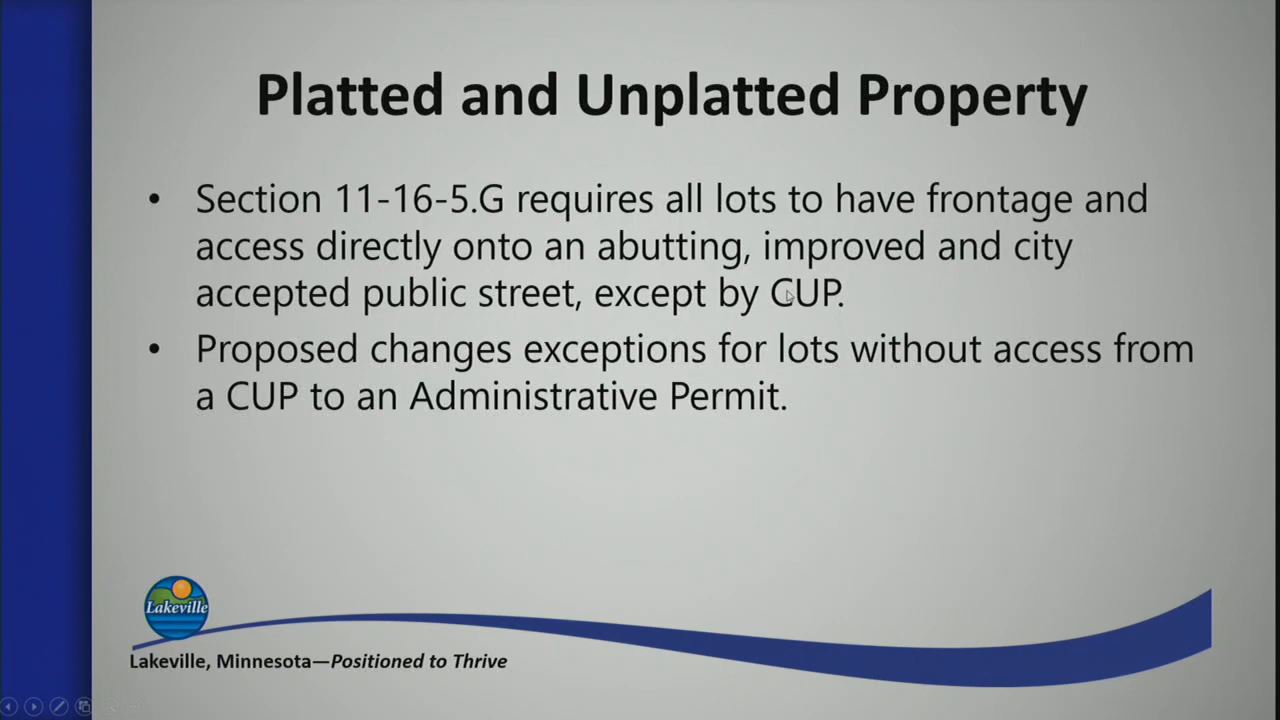 Platted and Unplatted Property
• Section 11-16-5.G requires all lots to have frontage and
access directly onto an abutting, improved and city
accepted public street, except by CUP.
• Proposed changes exceptions for lots without access from
a CUP to an Administrative Permit.
Lakeville
Lakeville, Minnesota—Positioned to Thrive